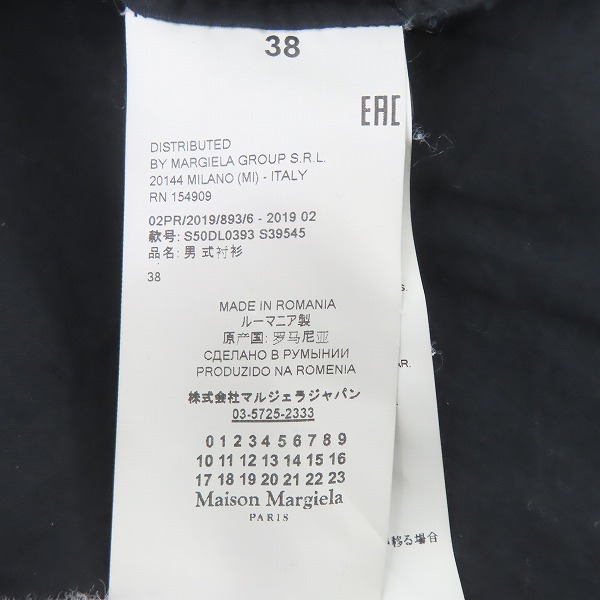 38
EAC
DISTRIBUTED
BY MARGIELA GROUP S.R.L.
20144 MILANO (MI) - ITALY
RN 154909
02PR/2019/893/6 - 2019 02
款号: S50DL0393 S39545
品名: 男 式衬衫
38
MADE IN ROMANIA
ルーマニア製
原产国: 罗马尼亚
СДЕЛАНО В РУМЫНИИ
PRODUZIDO NA ROMENIA
株式会社マルジェラジャパン
03-5725-2333
0 1 2 3 4 5 6 7 8 9
10 11 12 13 14 15 16
17 18 19 20 21 22 23
Maison Margiela
PARIS
移る場合